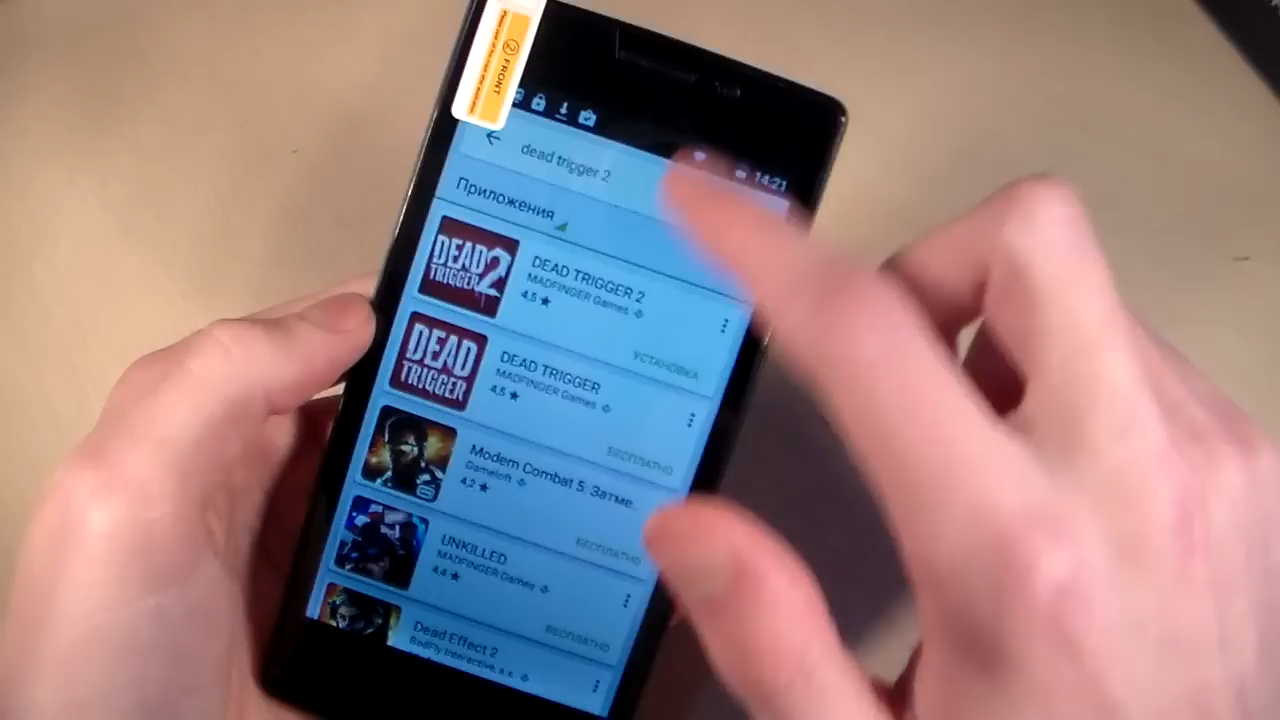 2 FRONT
14:21
dead trigger 2
Приложения
DEAD 2
TRIGGER
DEAD TRIGGER 2
MADFINGER Games
4,5 ★
УСТАНОВКА
DEAD
TRIGGER
DEAD TRIGGER
MADFINGER Games
4,5 ★
БЕСПЛАТНО
Modern Combat 5: Затме..
Gameloft
4,2 ★
БЕСПЛАТНО
UNKILLED
MADFINGER Games
4,4 ★
БЕСПЛАТНО
Dead Effect 2
BadFly Interactive, a.s.